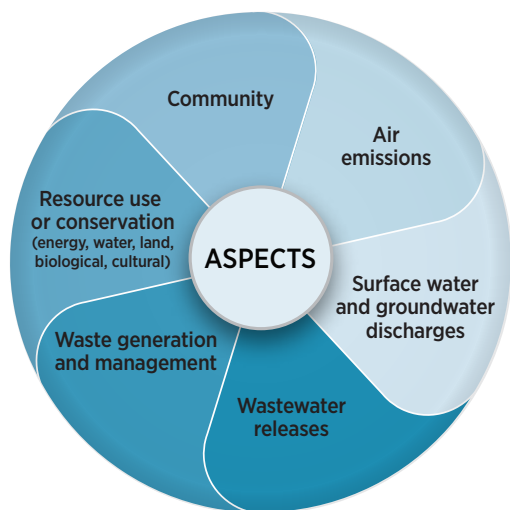 Community
Air
emissions
Resource use
or conservation
(energy, water, land,
biological, cultural)
ASPECTS
Surface water
and groundwater
discharges
Waste generation
and management
Wastewater
releases